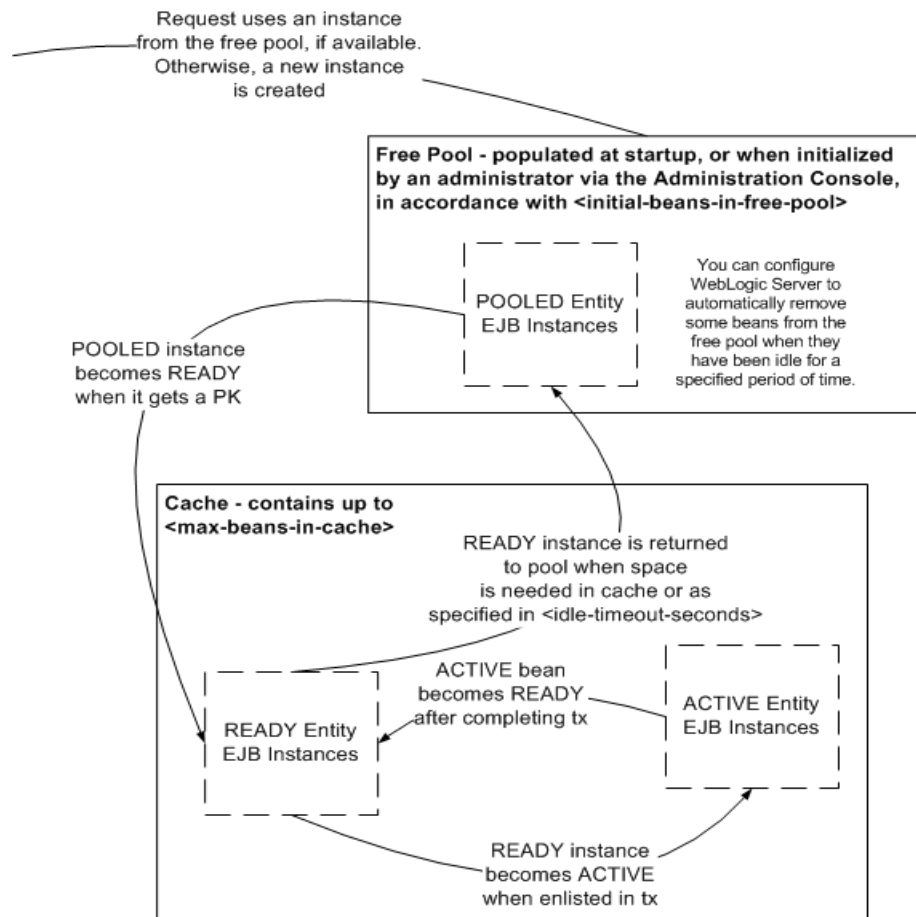 Request uses an instance
from the free pool, if available.
Otherwise, a new instance
is created
Free Pool - populated at startup, or when initialized
by an administrator via the Administration Console,
in accordance with <initial-beans-in-free-pool>
POOLED Entity
EJB Instances
You can configure
WebLogic Server to
automatically remove
some beans from the
free pool when they
have been idle for a
specified period of time.
POOLED instance
becomes READY
when it gets a PK
Cache - contains up to
<max-beans-in-cache>
READY instance is returned
to pool when space
is needed in cache or as
specified in <idle-timeout-seconds>
ACTIVE bean
becomes READY
after completing tx
READY Entity
EJB Instances
ACTIVE Entity
EJB Instances
READY instance
becomes ACTIVE
when enlisted in tx